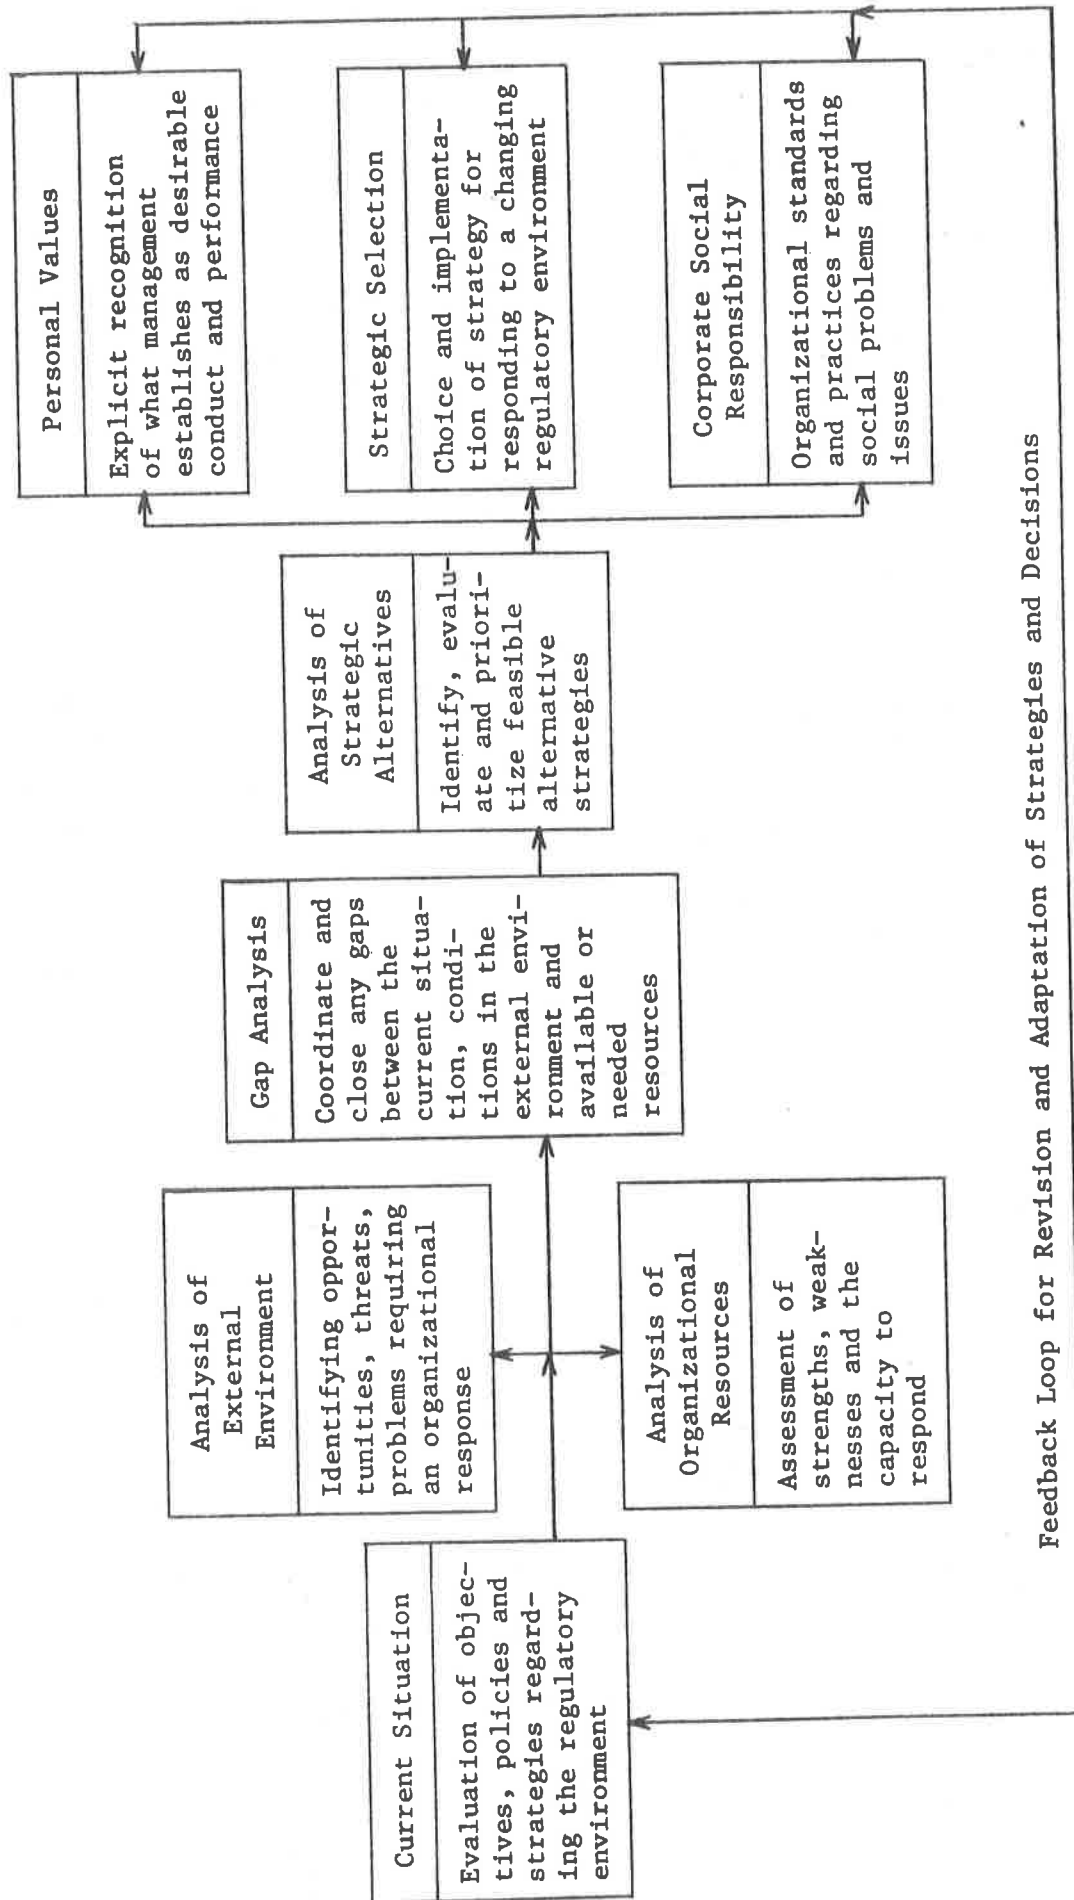 Current Situation
Evaluation of objec-
tives, policies and
strategies regard-
ing the regulatory
environment
Analysis of
External
Environment
Identifying oppor-
tunities, threats,
problems requiring
an organizational
response
Analysis of
Organizational
Resources
Assessment of
strengths, weak-
nesses and the
capacity to
respond
Gap Analysis
Coordinate and
close any gaps
between the
current situa-
tion, condi-
tions in the
external envi-
ronment and
available or
needed
resources
Analysis of
Strategic
Alternatives
Identify, evalu-
ate and priori-
tize feasible
alternative
strategies
Personal Values
Explicit recognition
of what management
establishes as desirable
conduct and performance
Strategic Selection
Choice and implementa-
tion of strategy for
responding to a changing
regulatory environment
Corporate Social
Responsibility
Organizational standards
and practices regarding
social problems and
issues
Feedback Loop for Revision and Adaptation of Strategies and Decisions